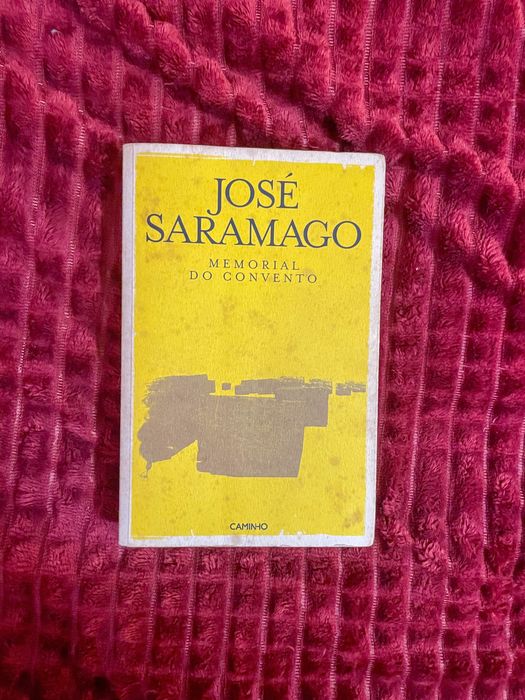 JOSÉ
SARAMAGO
MEMORIAL
DO CONVENTO
CAMINHO